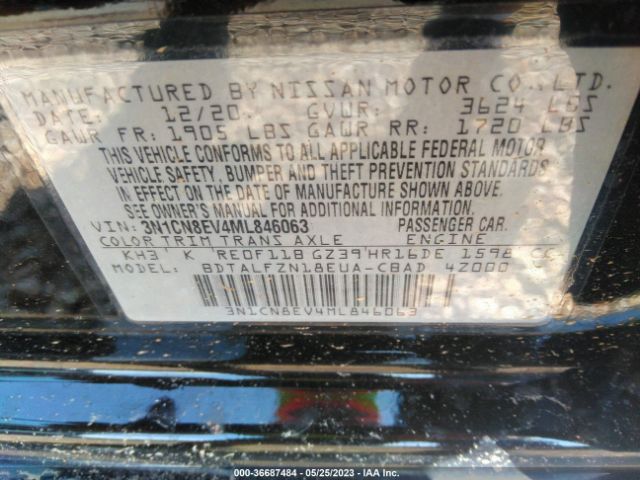 MANUFACTURED BY NISSAN MOTOR CO., LTD.
DATE: 12/20 GVWR: 3624 LBS
GAWR FR: 1905 LBS GAWR RR: 1720 LBS
THIS VEHICLE CONFORMS TO ALL APPLICABLE FEDERAL MOTOR
VEHICLE SAFETY, BUMPER AND THEFT PREVENTION STANDARDS
IN EFFECT ON THE DATE OF MANUFACTURE SHOWN ABOVE.
SEE OWNER'S MANUAL FOR ADDITIONAL INFORMATION
VIN: 3N1CN8EV4ML846063 PASSENGER CAR.
COLOR TRIM TRANS AXLE ENGINE
KH3 K RE0F11B GZ39 HR16DE 1598 CC
MODEL: BDTALFZN18EUA-CBAD 4Z000
3N1CN8EV4ML846063
000-36687484 - 05/25/2023 - IAA Inc.